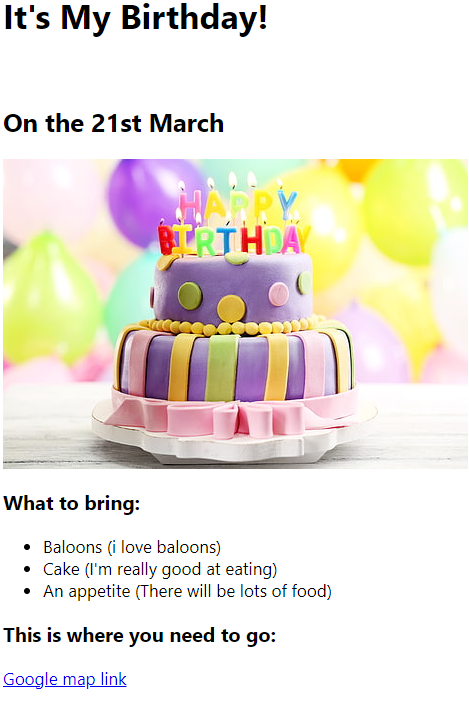 It's My Birthday!
On the 21st March
HAPPY
BIRTHDAY
What to bring:
Baloons (i love baloons)
Cake (I'm really good at eating)
An appetite (There will be lots of food)
This is where you need to go:
Google map link